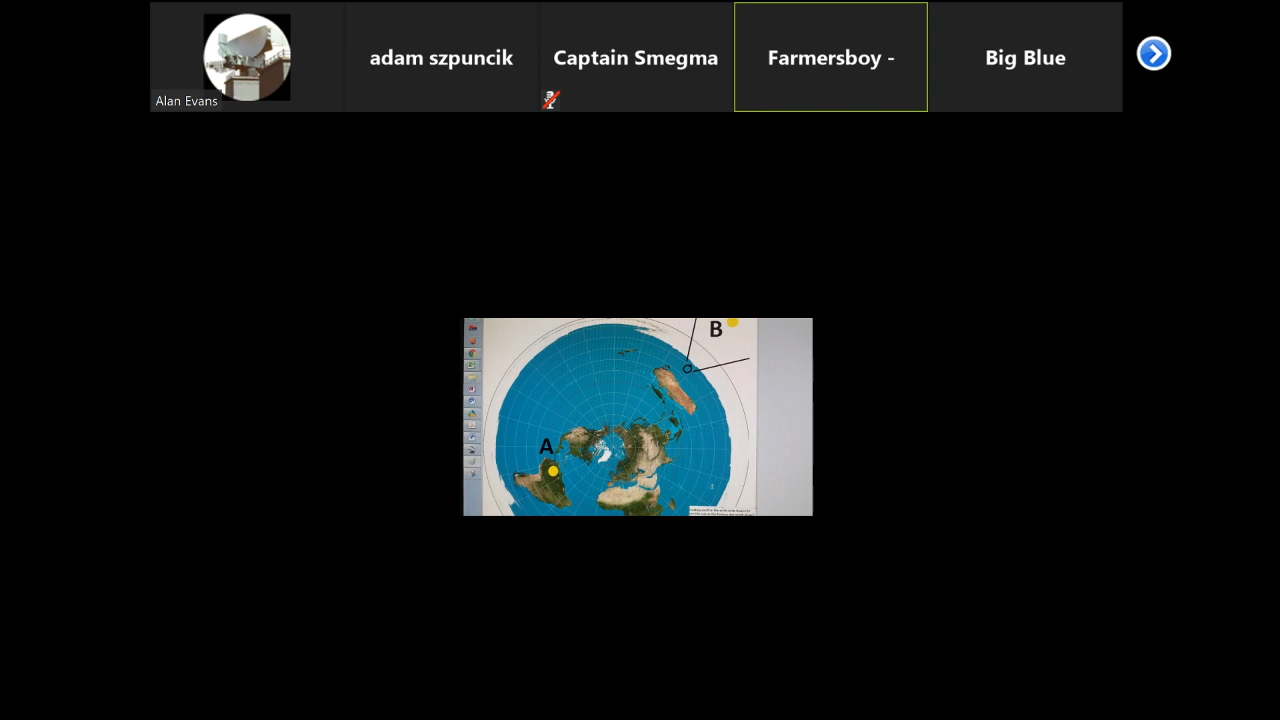 adam szpuncik
Captain Smegma
Farmersboy -
Big Blue
Alan Evans
B
A